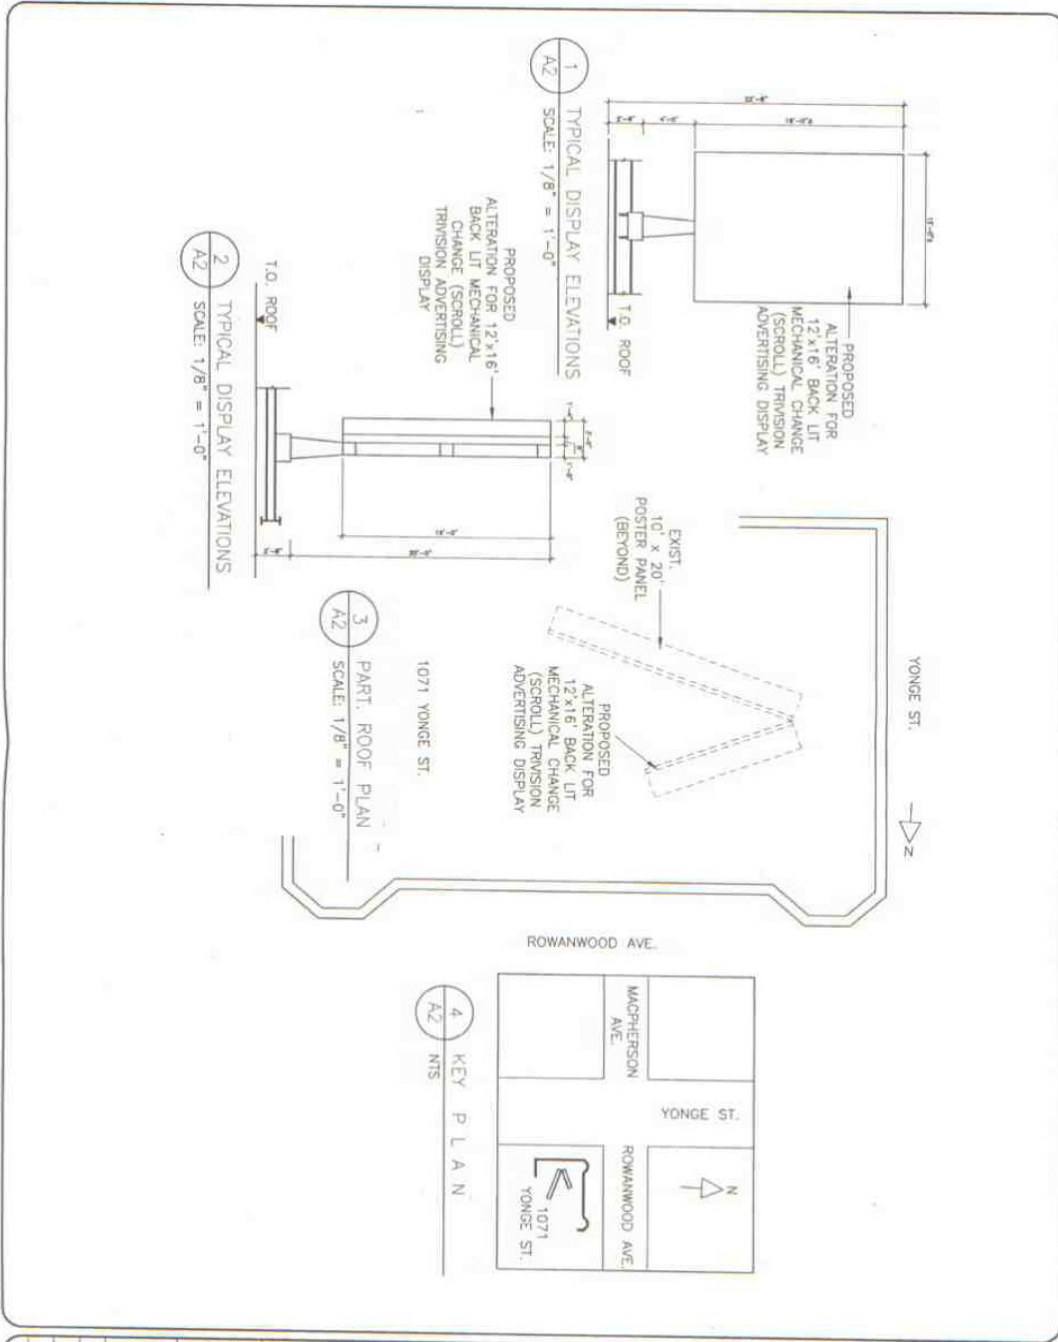 PROPOSED
ALTERATION FOR
12'x16' BACK LIT
MECHANICAL CHANGE
(SCROLL) TRIVISION
ADVERTISING DISPLAY
T.O. ROOF
1
A2
TYPICAL DISPLAY ELEVATIONS
SCALE: 1/8" = 1'-0"
PROPOSED
ALTERATION FOR 12'x16'
BACK LIT MECHANICAL
CHANGE (SCROLL)
TRIVISION ADVERTISING
DISPLAY
T.O. ROOF
2
A2
TYPICAL DISPLAY ELEVATIONS
SCALE: 1/8" = 1'-0"
YONGE ST.
N
EXIST.
10' x 20'
POSTER PANEL
(BEYOND)
PROPOSED
ALTERATION FOR
12'x16' BACK LIT
MECHANICAL CHANGE
(SCROLL) TRIVISION
ADVERTISING DISPLAY
1071 YONGE ST.
ROWANWOOD AVE.
3
A2
PART. ROOF PLAN
SCALE: 1/8" = 1'-0"
MACPHERSON
AVE.
YONGE ST.
ROWANWOOD AVE.
N
1071
YONGE ST.
4
A2
KEY PLAN
NTS